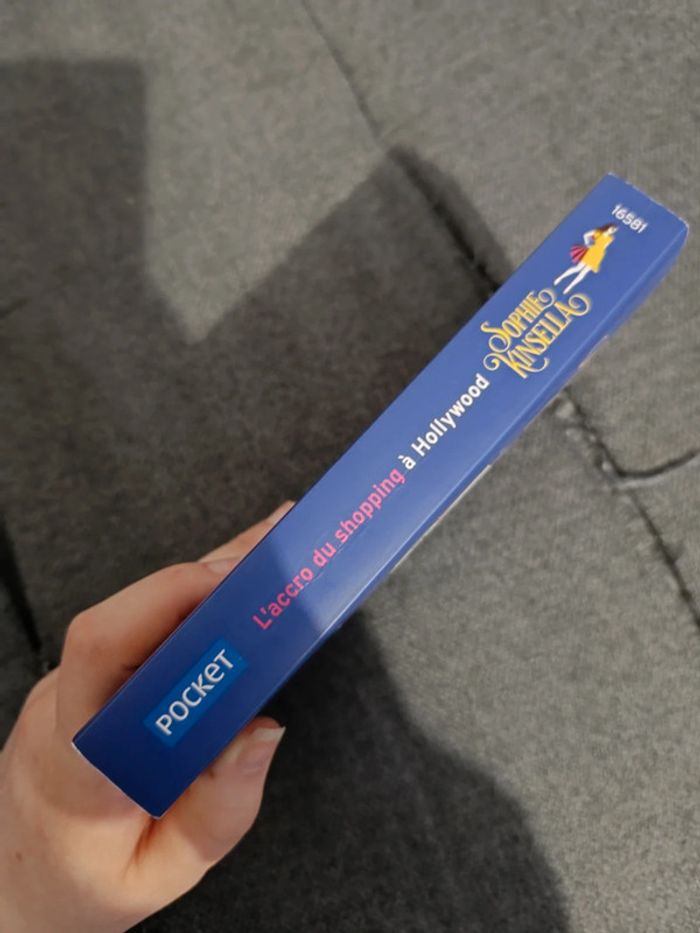 POCKET
L'accro du shopping à Hollywood
SOPHIE
KINSELLA
16581